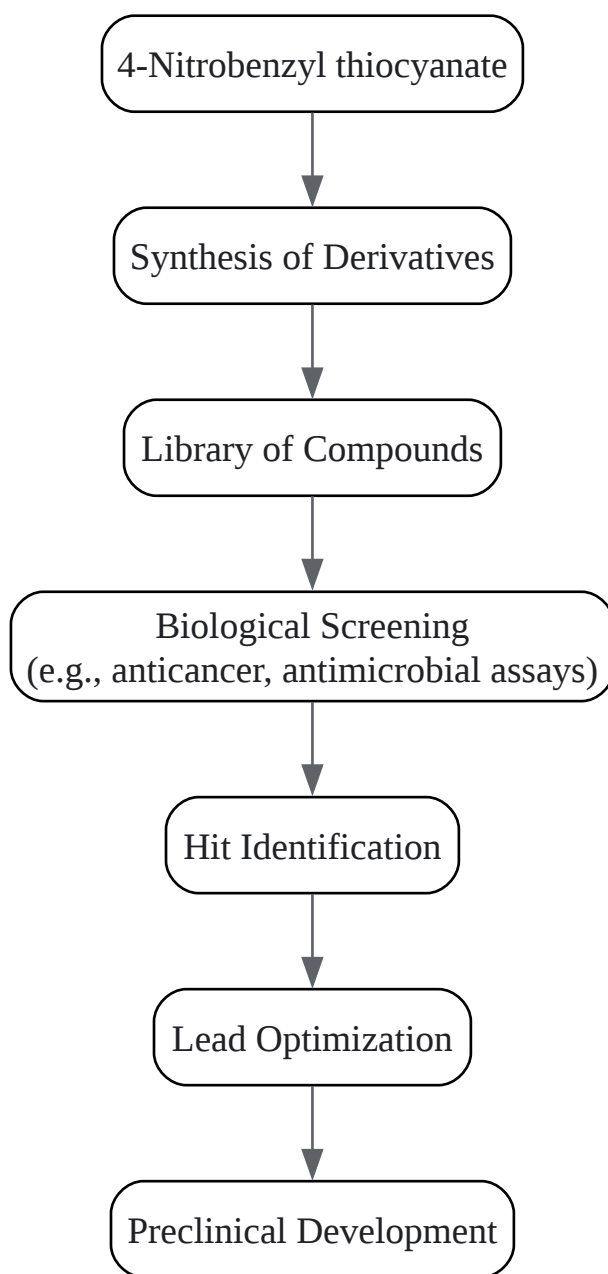 4-Nitrobenzyl thiocyanate
Synthesis of Derivatives
Library of Compounds
Biological Screening
(e.g., anticancer, antimicrobial assays)
Hit Identification
Lead Optimization
Preclinical Development